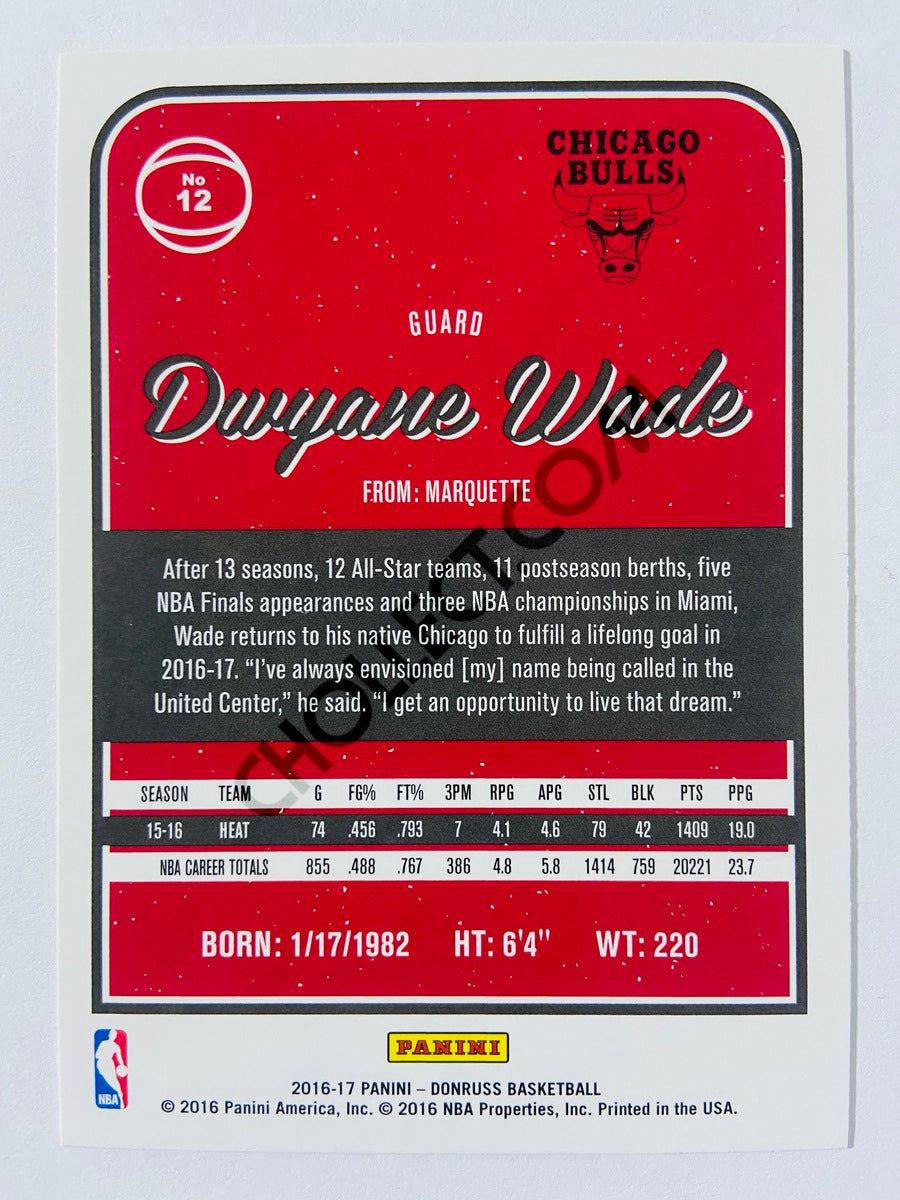 No
12
CHICAGO
BULLS
GUARD
Dwyane Wade
FROM: MARQUETTE
After 13 seasons, 12 All-Star teams, 11 postseason berths, five
NBA Finals appearances and three NBA championships in Miami,
Wade returns to his native Chicago to fulfill a lifelong goal in
2016-17. “I’ve always envisioned [my] name being called in the
United Center,” he said. “I get an opportunity to live that dream.”
CHOLLECT.COM
SEASON TEAM G FG% FT% 3PM RPG APG STL BLK PTS PPG
15-16 HEAT 74 .456 .793 7 4.1 4.6 79 42 1409 19.0
NBA CAREER TOTALS 855 .488 .767 386 4.8 5.8 1414 759 20221 23.7
BORN: 1/17/1982 HT: 6'4" WT: 220
NBA
PANINI
2016-17 PANINI – DONRUSS BASKETBALL
© 2016 Panini America, Inc. © 2016 NBA Properties, Inc. Printed in the USA.